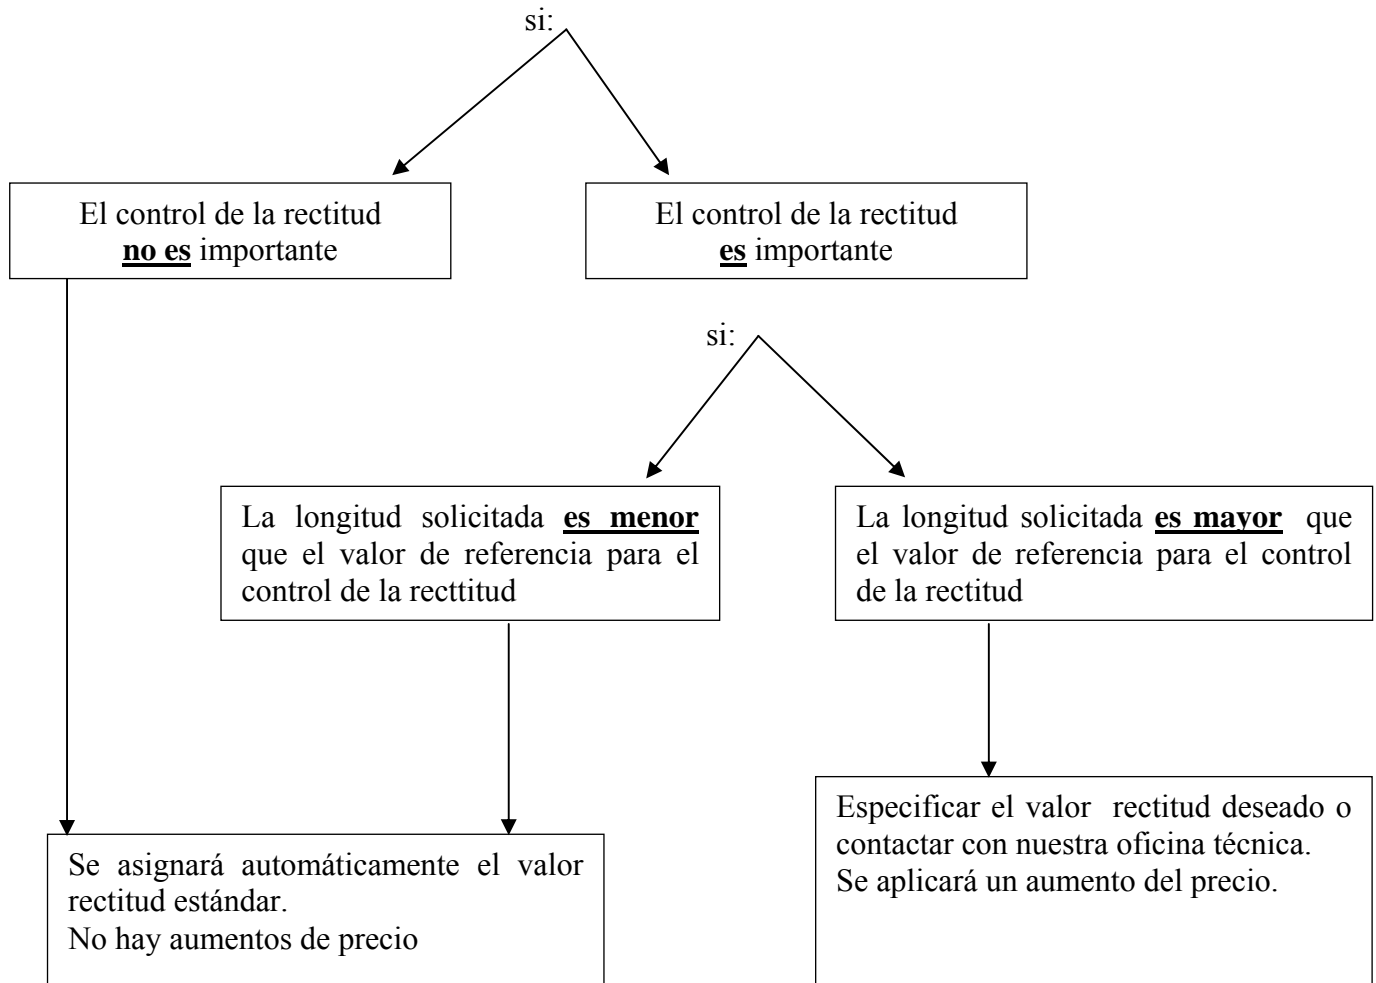 si:
El control de la rectitud
no es importante
El control de la rectitud
es importante
si:
La longitud solicitada es menor
que el valor de referencia para el
control de la recttitud
La longitud solicitada es mayor que
el valor de referencia para el control
de la rectitud
Se asignará automáticamente el valor
rectitud estándar.
No hay aumentos de precio
Especificar el valor rectitud deseado o
contactar con nuestra oficina técnica.
Se aplicará un aumento del precio.